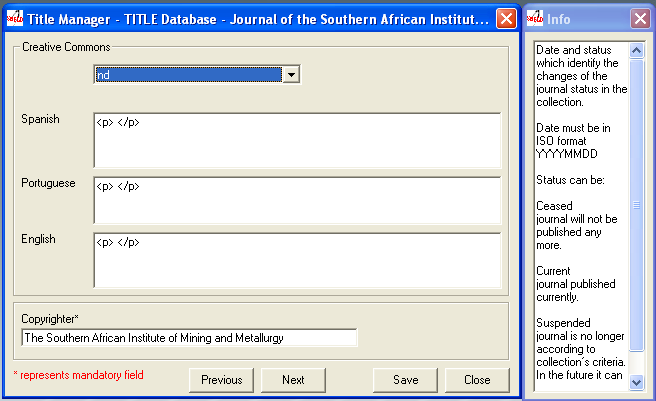 Title Manager - TITLE Database - Journal of the Southern African Institut...
Creative Commons
nd
Spanish
<p> </p>
Portuguese
<p> </p>
English
<p> </p>
Copyrighter*
The Southern African Institute of Mining and Metallurgy
* represents mandatory field
Previous
Next
Save
Close
Info
Date and status
which identify the
changes of the
journal status in the
collection.
Date must be in
ISO format
YYYYMMDD
Status can be:
Ceased
journal will not be
published any
more.
Current
journal published
currently.
Suspended
journal is no longer
according to
collection´s criteria.
In the future it can